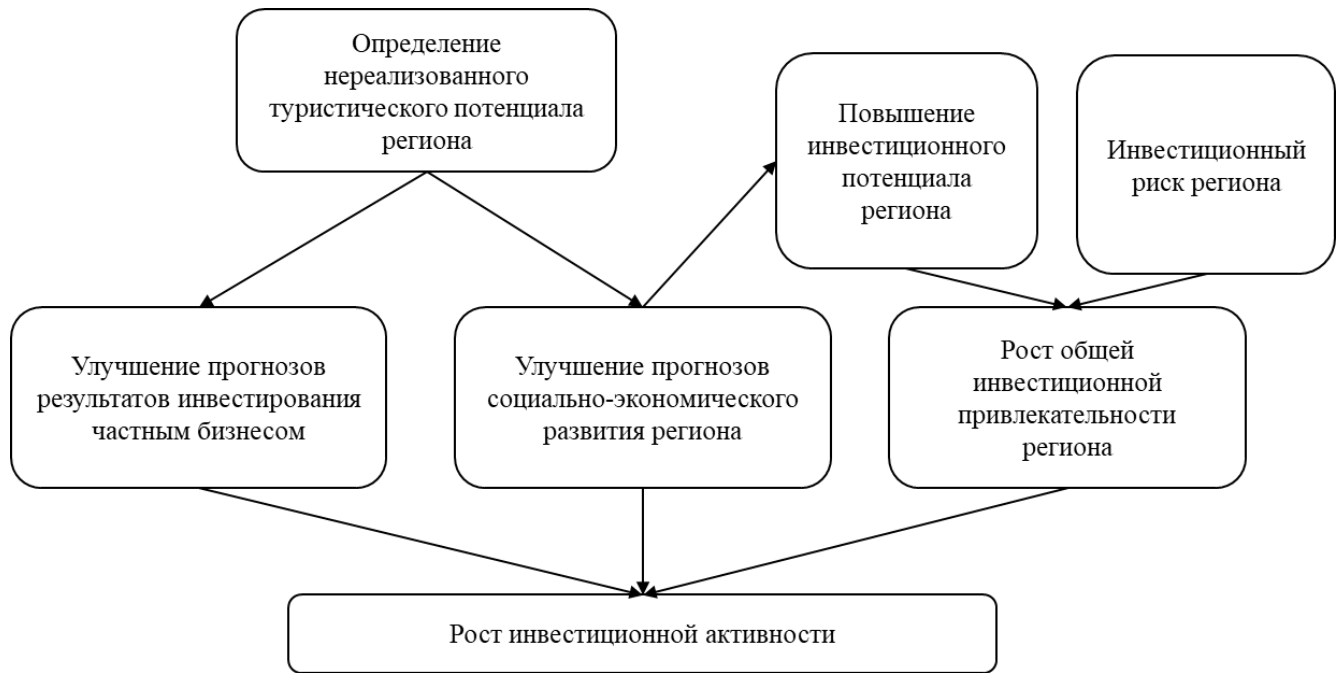 Определение
нереализованного
туристического потенциала
региона
Повышение
инвестиционного
потенциала
региона
Инвестиционный
риск региона
Улучшение прогнозов
результатов инвестирования
частным бизнесом
Улучшение прогнозов
социально-экономического
развития региона
Рост общей
инвестиционной
привлекательности
региона
Рост инвестиционной активности